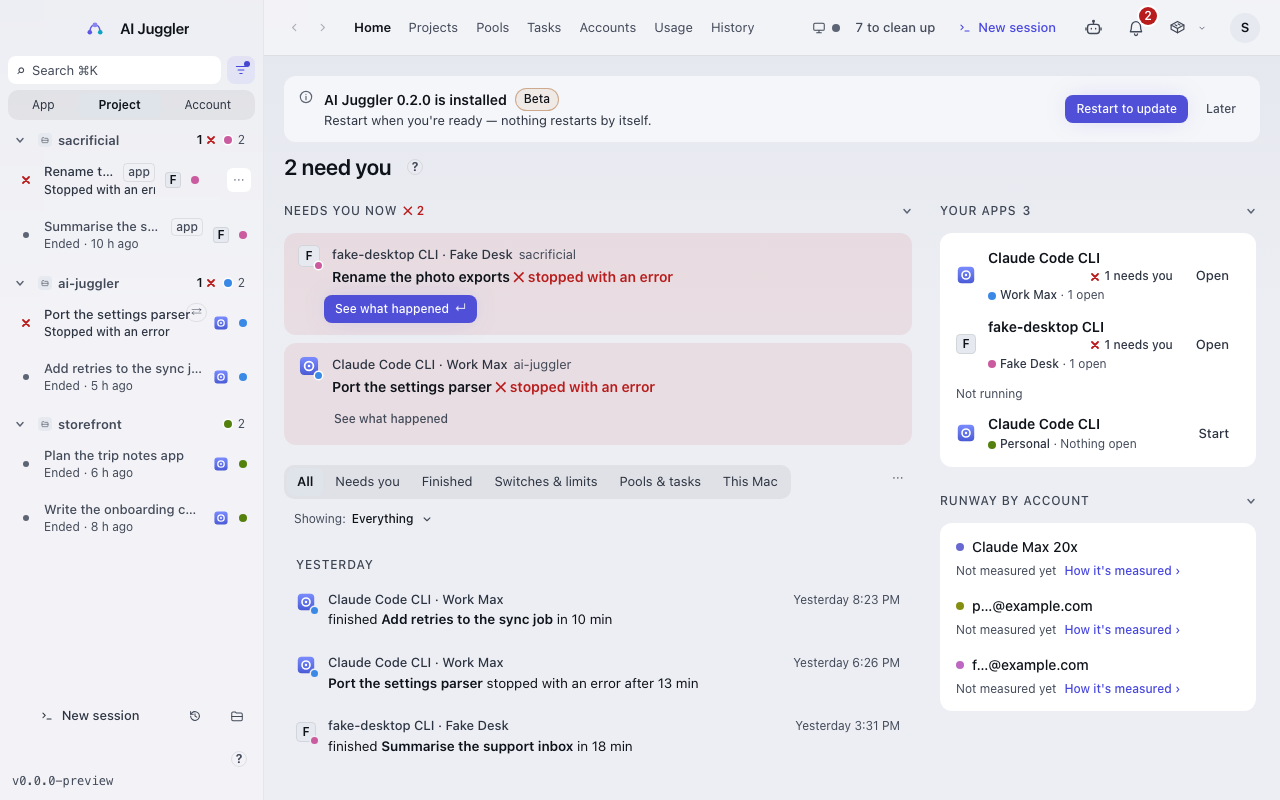 AI Juggler
Search ⌘K
App Project Account
sacrificial 1 2
Rename t... app F
Stopped with an err
Summarise the s... app F
Ended · 10 h ago
ai-juggler 1 2
Port the settings parser
Stopped with an error
Add retries to the sync j...
Ended · 5 h ago
storefront 2
Plan the trip notes app
Ended · 6 h ago
Write the onboarding c...
Ended · 8 h ago
New session
?
v0.0.0-preview
Home Projects Pools Tasks Accounts Usage History 7 to clean up New session 2 S
AI Juggler 0.2.0 is installed Beta
Restart when you're ready — nothing restarts by itself.
Restart to update Later
2 need you ?
NEEDS YOU NOW 2
F fake-desktop CLI · Fake Desk sacrificial
Rename the photo exports stopped with an error
See what happened
Claude Code CLI · Work Max ai-juggler
Port the settings parser stopped with an error
See what happened
All Needs you Finished Switches & limits Pools & tasks This Mac ...
Showing: Everything
YESTERDAY
Claude Code CLI · Work Max Yesterday 8:23 PM
finished Add retries to the sync job in 10 min
Claude Code CLI · Work Max Yesterday 6:26 PM
Port the settings parser stopped with an error after 13 min
F fake-desktop CLI · Fake Desk Yesterday 3:31 PM
finished Summarise the support inbox in 18 min
YOUR APPS 3
Claude Code CLI
1 needs you Open
Work Max · 1 open
fake-desktop CLI
F 1 needs you Open
Fake Desk · 1 open
Not running
Claude Code CLI
Start
Personal · Nothing open
RUNWAY BY ACCOUNT
Claude Max 20x
Not measured yet How it's measured ›
p...@example.com
Not measured yet How it's measured ›
f...@example.com
Not measured yet How it's measured ›